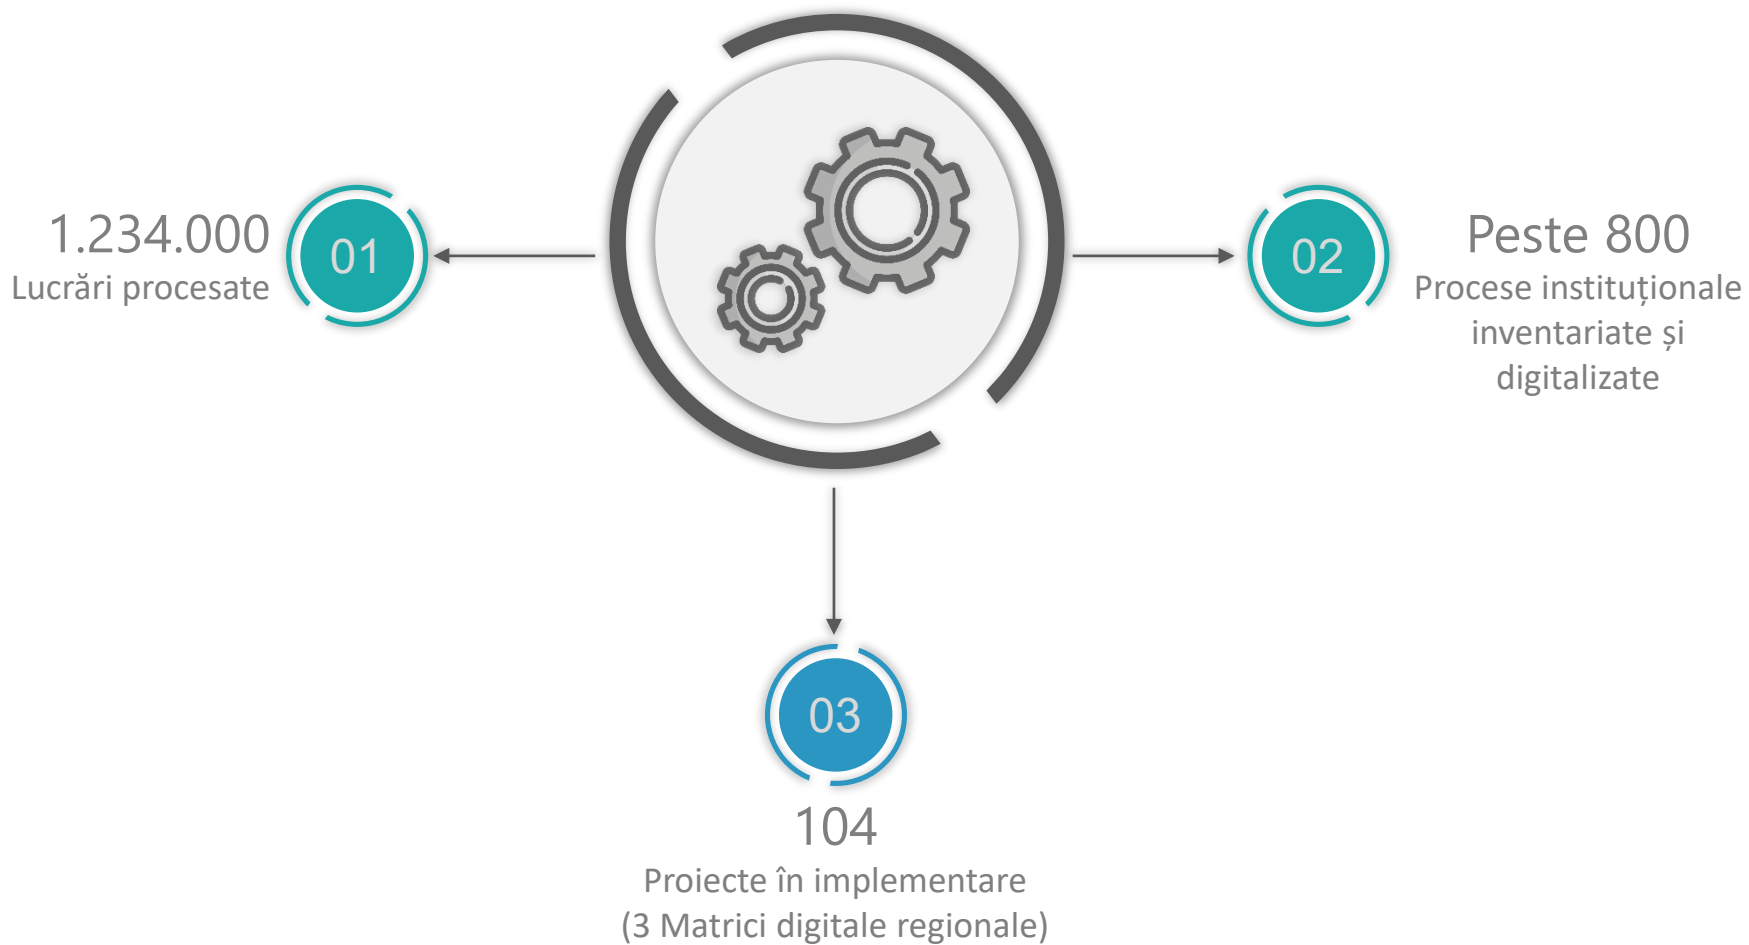 1.234.000
Lucrări procesate
01
02
Peste 800
Procese instituționale
inventariate și
digitalizate
03
104
Proiecte în implementare
(3 Matrici digitale regionale)